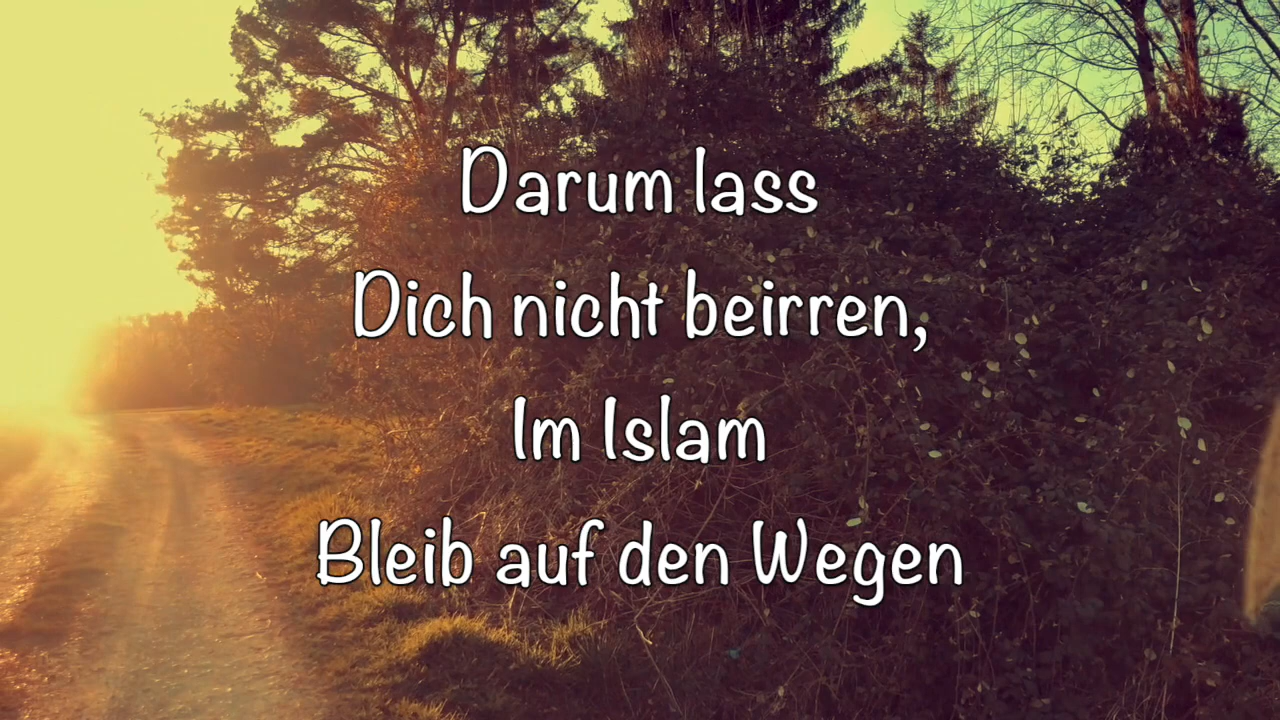 Darum lass
Dich nicht beirren,
Im Islam
Bleib auf den Wegen